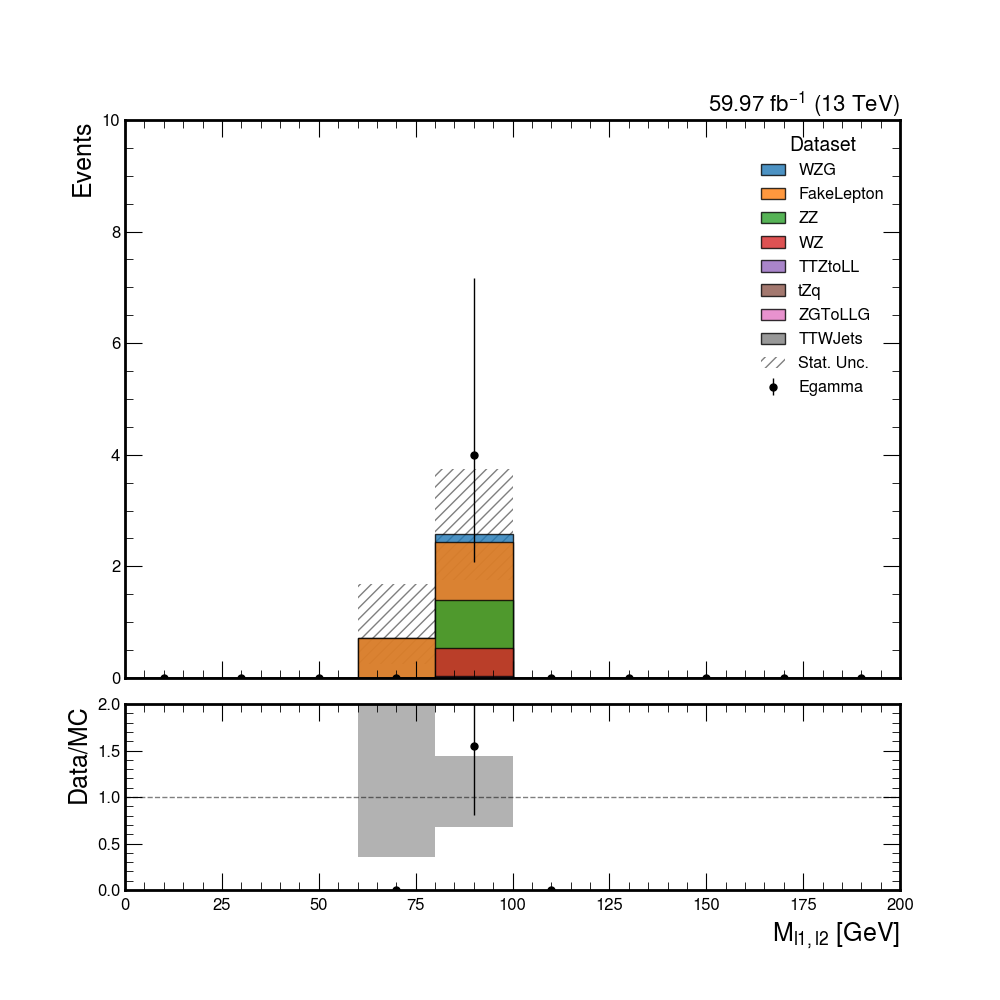 59.97 fb⁻¹ (13 TeV)
Events
10
8
6
4
2
0
Dataset
WZG
FakeLepton
ZZ
WZ
TTZtoLL
tZq
ZGToLLG
TTWJets
Stat. Unc.
Egamma
Data/MC
2.0
1.5
1.0
0.5
0.0
0 25 50 75 100 125 150 175 200
M_{l1, l2} [GeV]